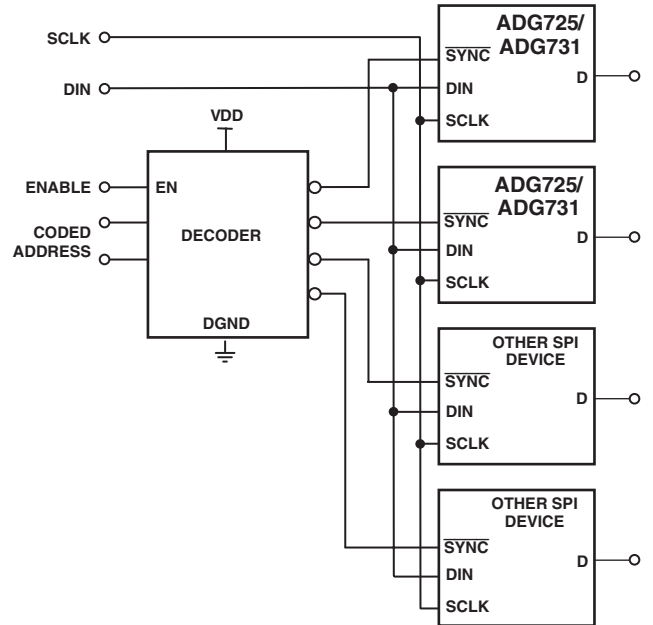 SCLK
DIN
VDD
ENABLE
EN
CODED
ADDRESS
DECODER
DGND
ADG725/
ADG731
SYNC
DIN
SCLK
D
ADG725/
ADG731
SYNC
DIN
SCLK
D
OTHER SPI
DEVICE
SYNC
DIN
SCLK
D
OTHER SPI
DEVICE
SYNC
DIN
SCLK
D